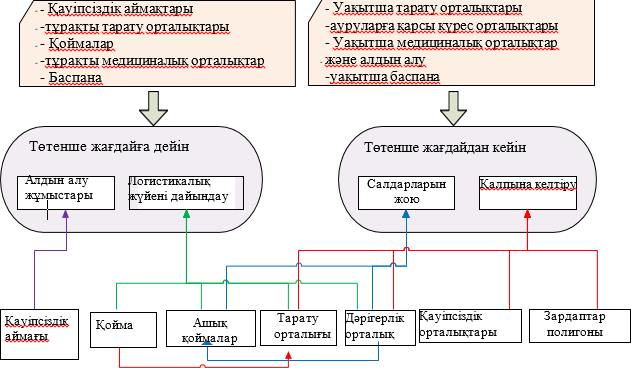 - Қауіпсіздік аймақтары
-тұрақты тарату орталықтары
- Қоймалар
-тұрақты медициналық орталықтар
- Баспана
- Уақытша тарату орталықтары
-ауруларға қарсы күрес орталықтары
- Уақытша медициналық орталықтар
және алдын алу
-уақытша баспана
Төтенше жағдайға дейін
Алдын алу
жұмыстары
Логистикалық
жүйені дайындау
Төтенше жағдайдан кейін
Салдарларын
жою
Қалпына келтіру
Қауіпсіздік
аймағы
Қойма
Ашық
қоймалар
Тарату
орталығы
Дәрігерлік
орталық
Қауіпсіздік
орталықтары
Зардаптар
полигоны